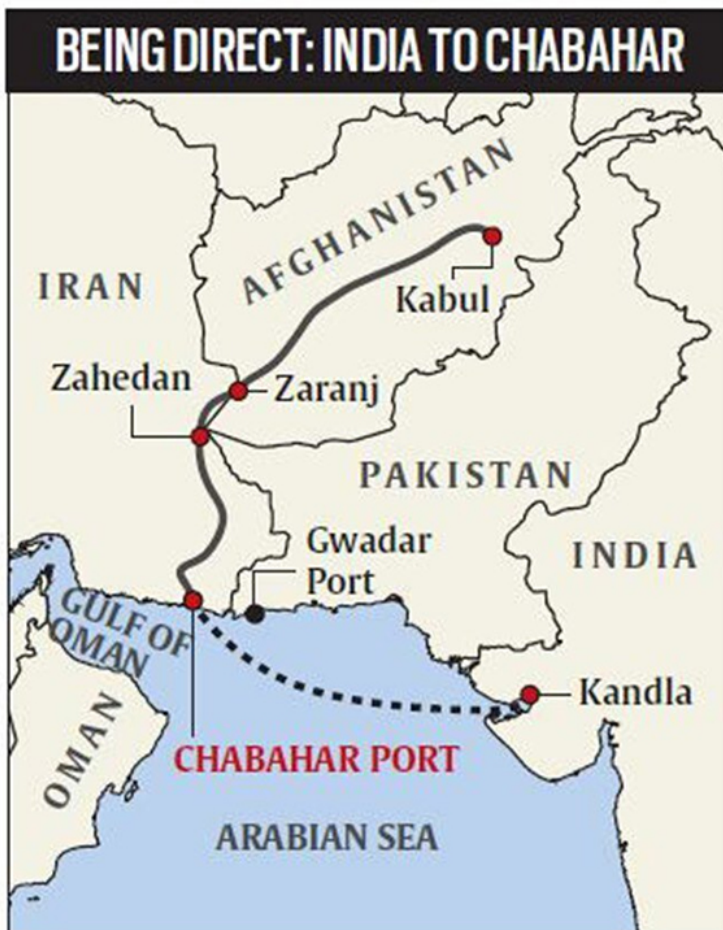 BEING DIRECT: INDIA TO CHABAHAR
AFGHANISTAN
IRAN
Kabul
Zahedan
Zaranj
PAKISTAN
Gwadar
Port
INDIA
GULF OF
OMAN
Kandla
OMAN
CHABAHAR PORT
ARABIAN SEA